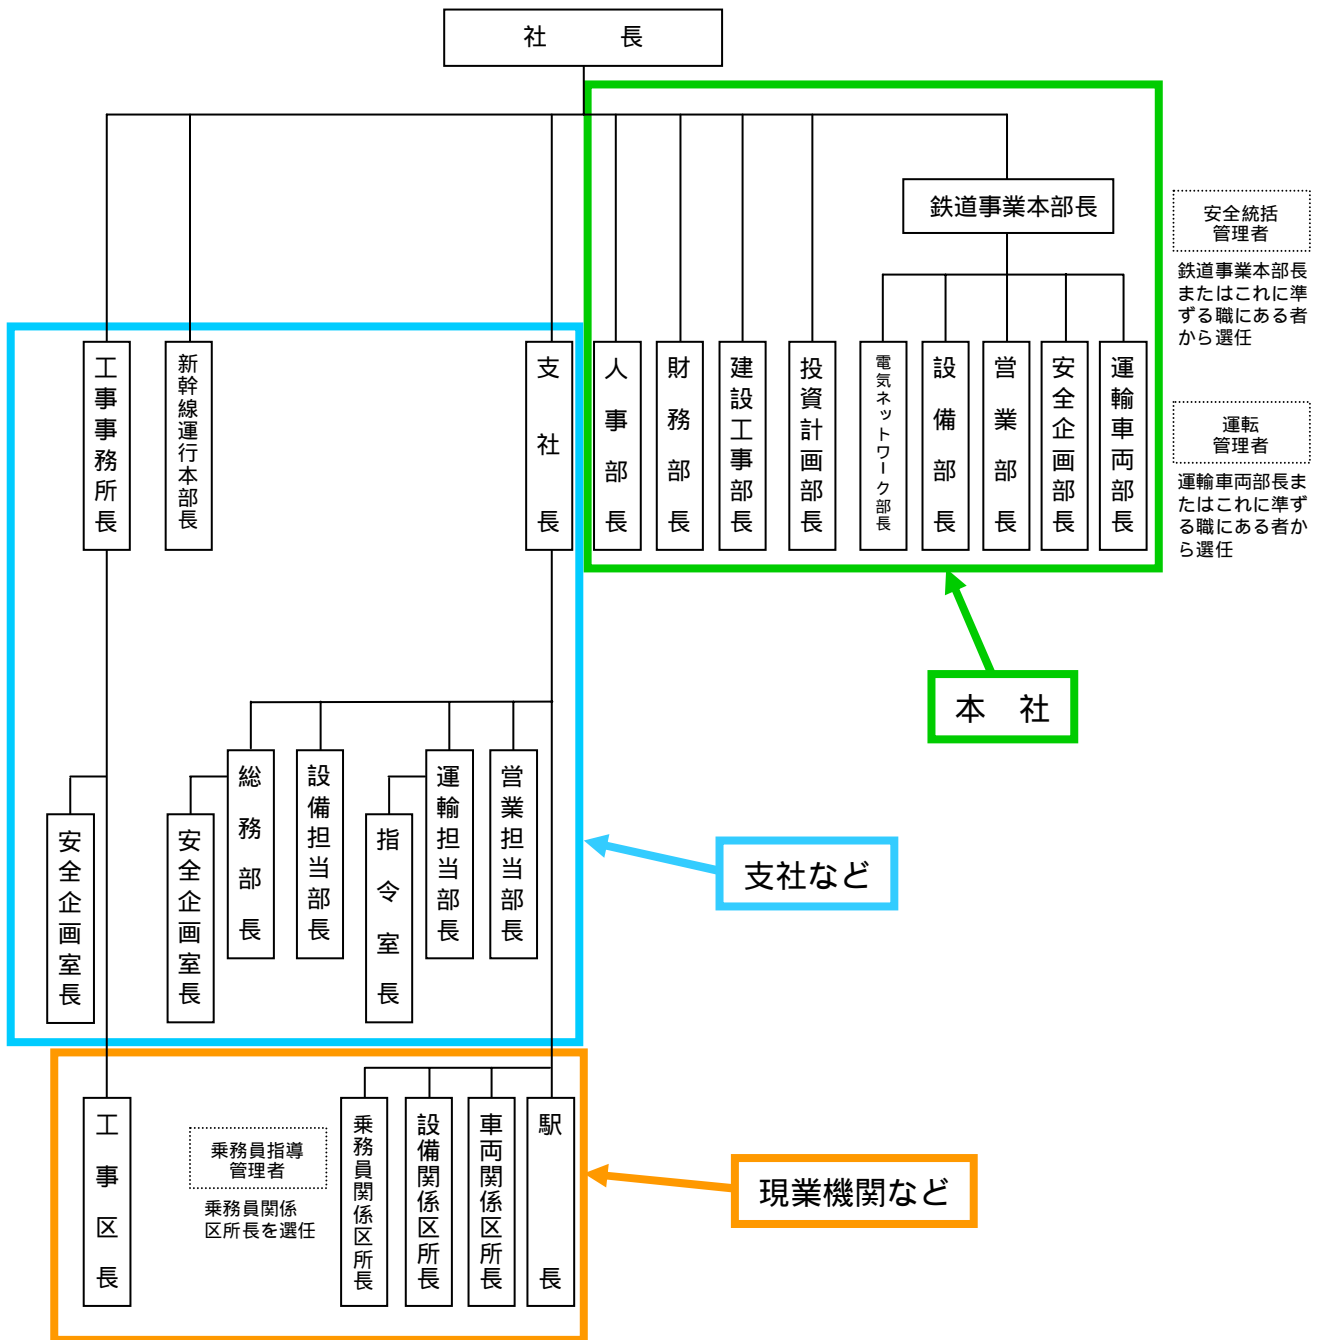 社 長
鉄道事業本部長
安全統括
管理者
鉄道事業本部長
またはこれに準
ずる職にある者
から選任
工事事務所長
新幹線運行本部長
支社長
人事部長
財務部長
建設工事部長
投資計画部長
電気ネットワーク部長
設備部長
営業部長
安全企画部長
運輸車両部長
運転
管理者
運輸車両部長ま
たはこれに準ず
る職にある者か
ら選任
本 社
安全企画室長
安全企画室長
総務部長
設備担当部長
指令室長
運輸担当部長
営業担当部長
支社など
工事区長
乗務員指導
管理者
乗務員関係
区所長を選任
乗務員関係区所長
設備関係区所長
車両関係区所長
駅長
現業機関など